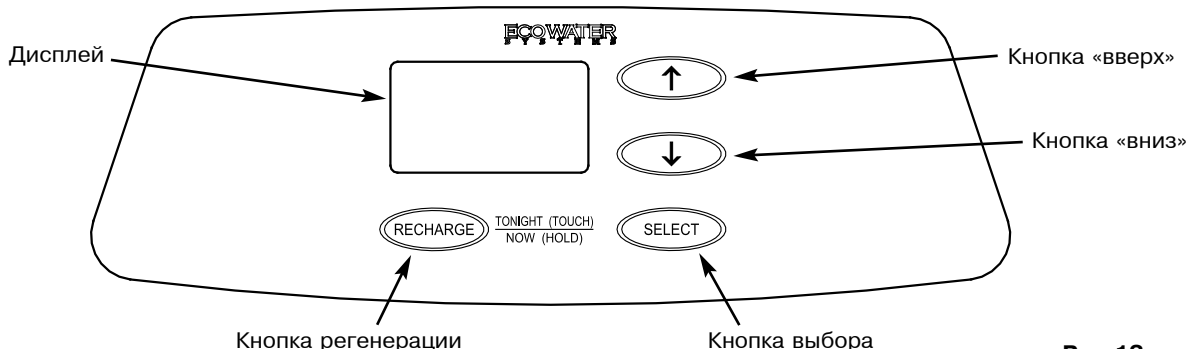 ECOWATER
SYSTEMS
Дисплей
Кнопка «вверх»
↑
Кнопка «вниз»
↓
RECHARGE
TONIGHT (TOUCH)
NOW (HOLD)
SELECT
Кнопка регенерации
Кнопка выбора